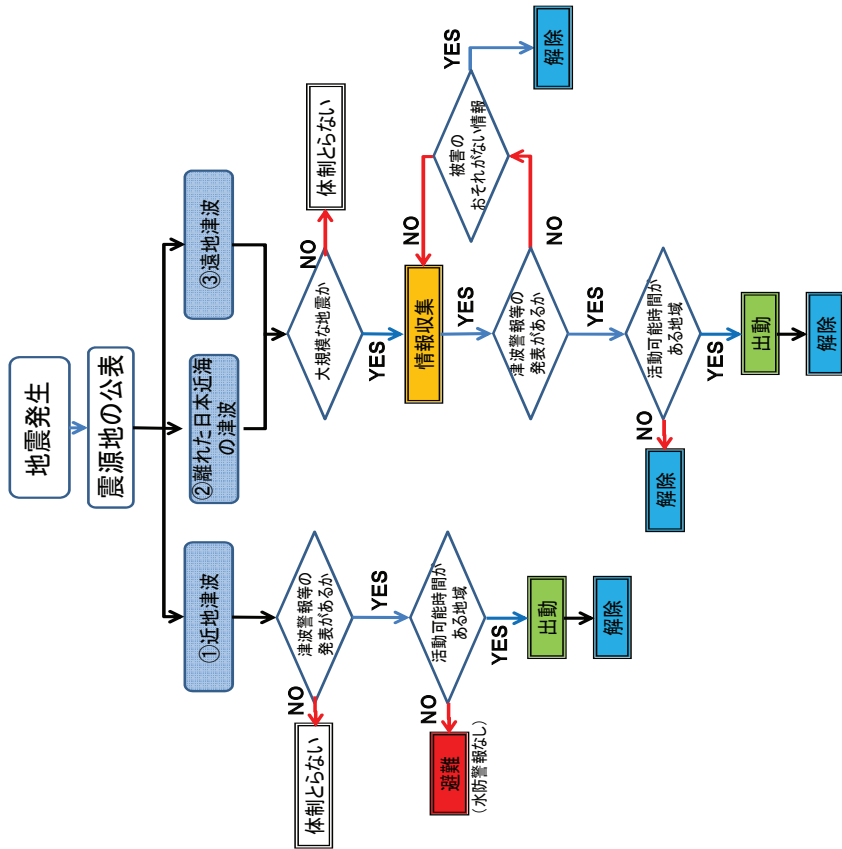 地震発生
震源地の公表
①近地津波
②離れた日本近海
の津波
③遠地津波
津波警報等の
発表があるか
NO
体制とらない
YES
活動可能時間が
ある地域
NO
避難
（水防警報なし）
YES
出動
解除
大規模な地震か
NO
体制とらない
YES
情報収集
YES
津波警報等の
発表があるか
NO
被害の
おそれがない情報
NO
YES
解除
YES
活動可能時間が
ある地域
NO
解除
YES
出動
解除